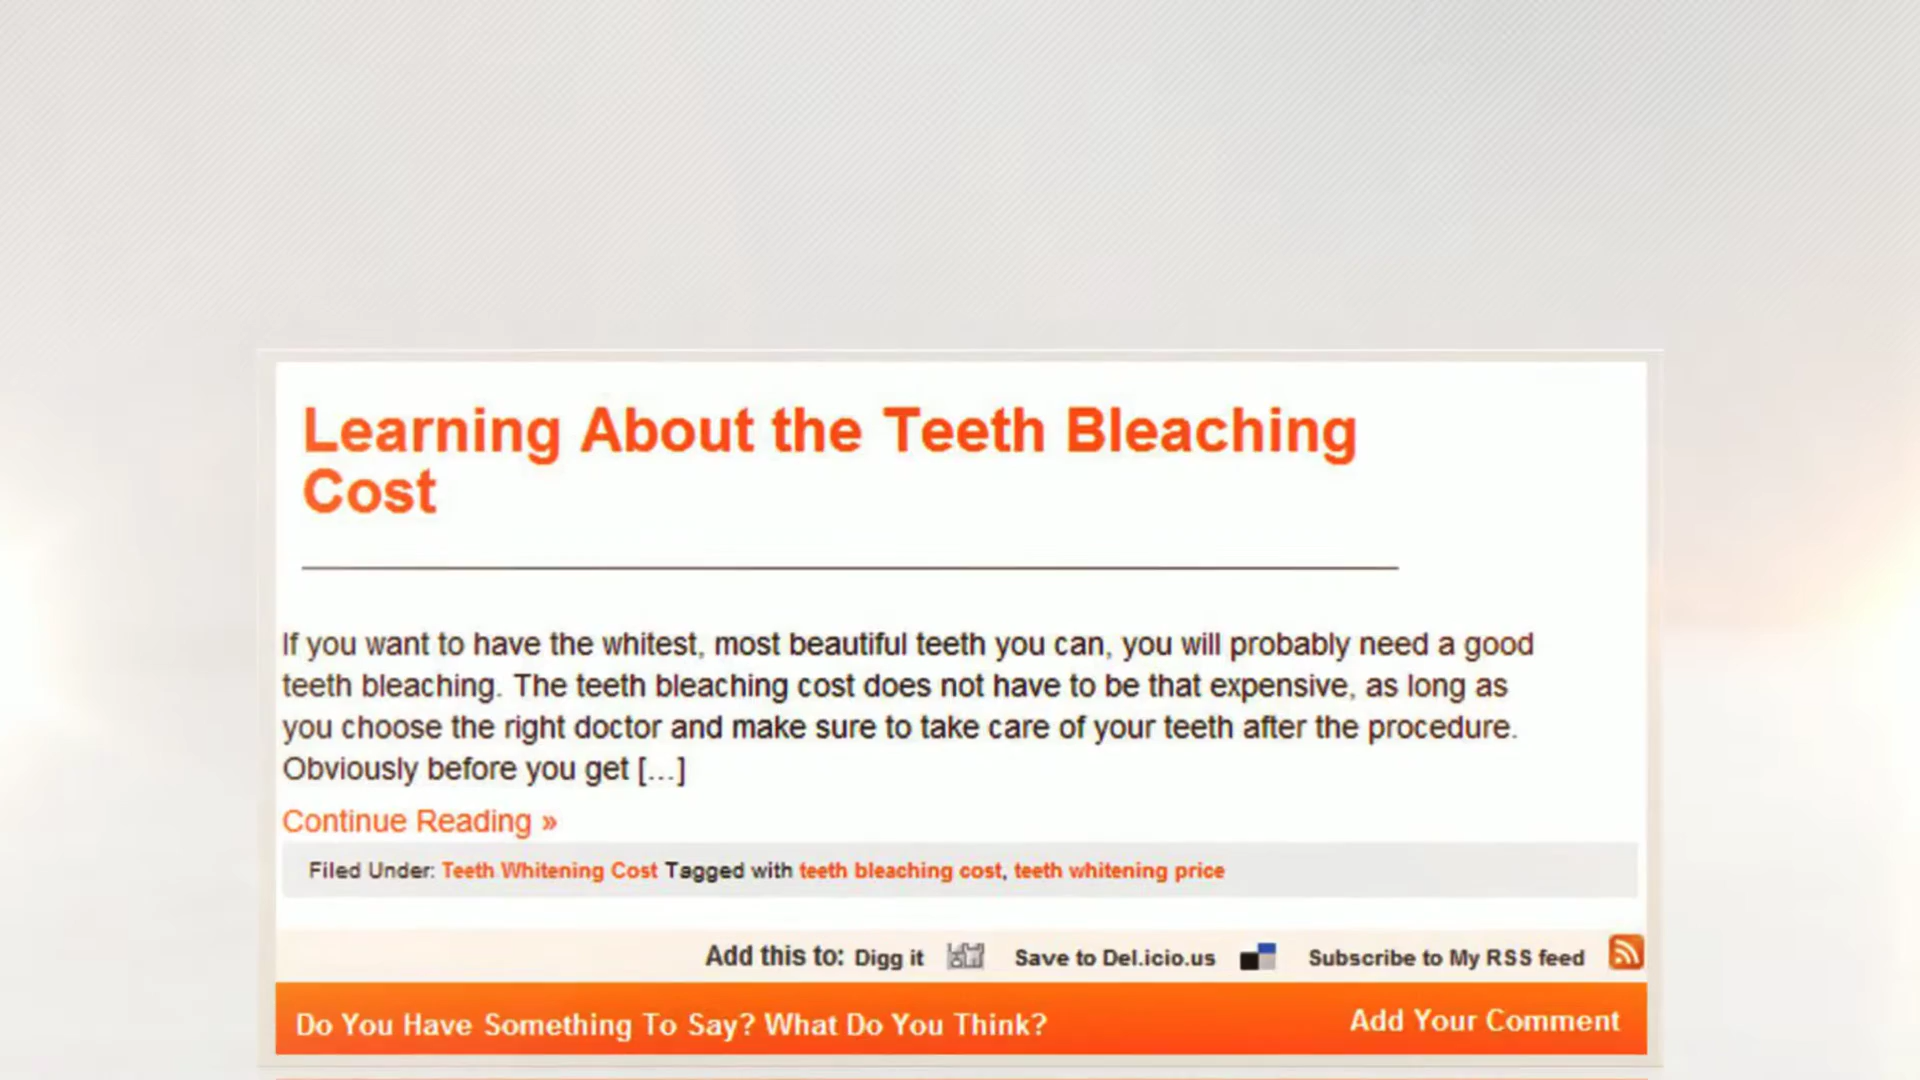 Learning About the Teeth Bleaching
Cost
If you want to have the whitest, most beautiful teeth you can, you will probably need a good
teeth bleaching. The teeth bleaching cost does not have to be that expensive, as long as
you choose the right doctor and make sure to take care of your teeth after the procedure.
Obviously before you get [...]
Continue Reading »
Filed Under: Teeth Whitening Cost Tagged with teeth bleaching cost, teeth whitening price
Add this to: Digg it Save to Del.icio.us Subscribe to My RSS feed
Do You Have Something To Say? What Do You Think? Add Your Comment